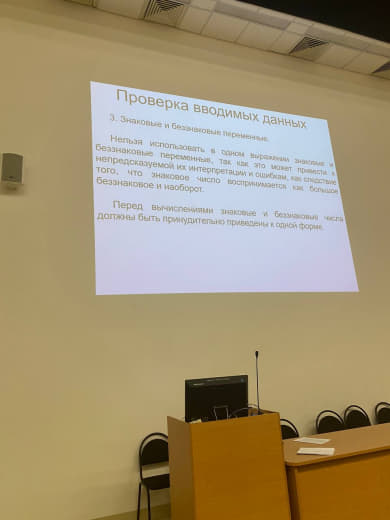 Проверка вводимых данных
3. Знаковые и беззнаковые переменные.
Нельзя использовать в одном выражении знаковые и
беззнаковые переменные, так как это может привести к
непредсказуемой их интерпретации и ошибкам, как следствие
того, что знаковое число воспринимается как большое
беззнаковое и наоборот.
Перед вычислениями знаковые и беззнаковые числа
должны быть принудительно приведены к одной форме.